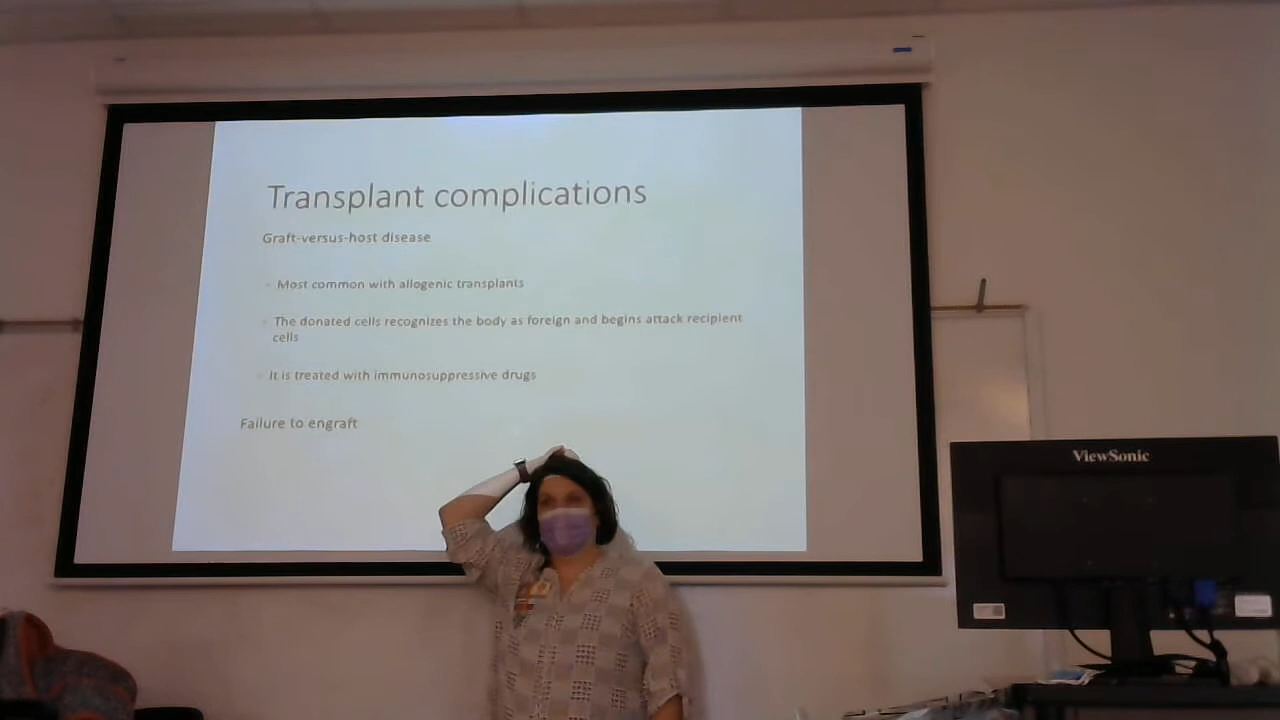 Transplant complications
Graft-versus-host disease
Most common with allogenic transplants
The donated cells recognizes the body as foreign and begins attack recipient
cells
It is treated with immunosuppressive drugs
Failure to engraft
ViewSonic